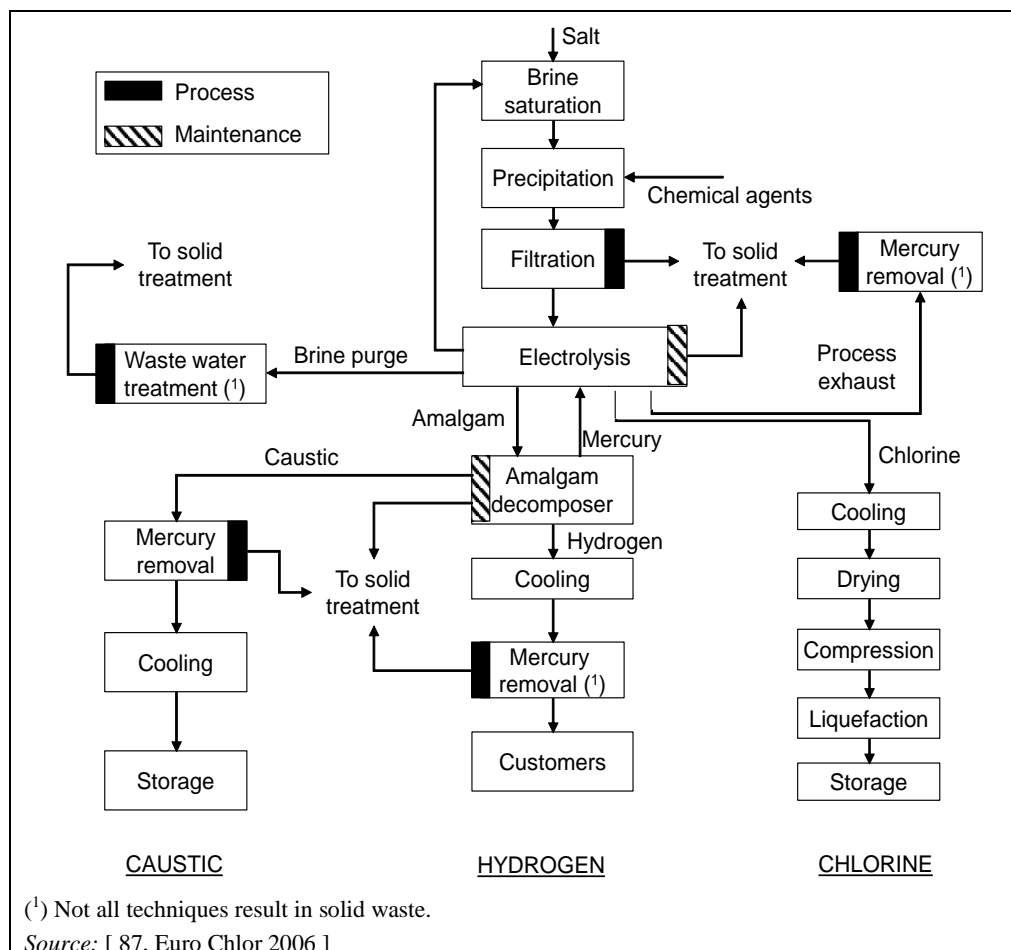 Salt
Process
Maintenance
Brine
saturation
Precipitation
Chemical agents
Filtration
To solid
treatment
Mercury
removal (¹)
To solid
treatment
Electrolysis
Process
exhaust
Brine purge
Waste water
treatment (¹)
Amalgam
Mercury
Caustic
Amalgam
decomposer
Chlorine
Mercury
removal
Hydrogen
Cooling
To solid
treatment
Cooling
Drying
Cooling
Mercury
removal (¹)
Compression
Liquefaction
Storage
Customers
Storage
CAUSTIC
HYDROGEN
CHLORINE
(¹) Not all techniques result in solid waste.
Source: [ 87, Euro Chlor 2006 ]